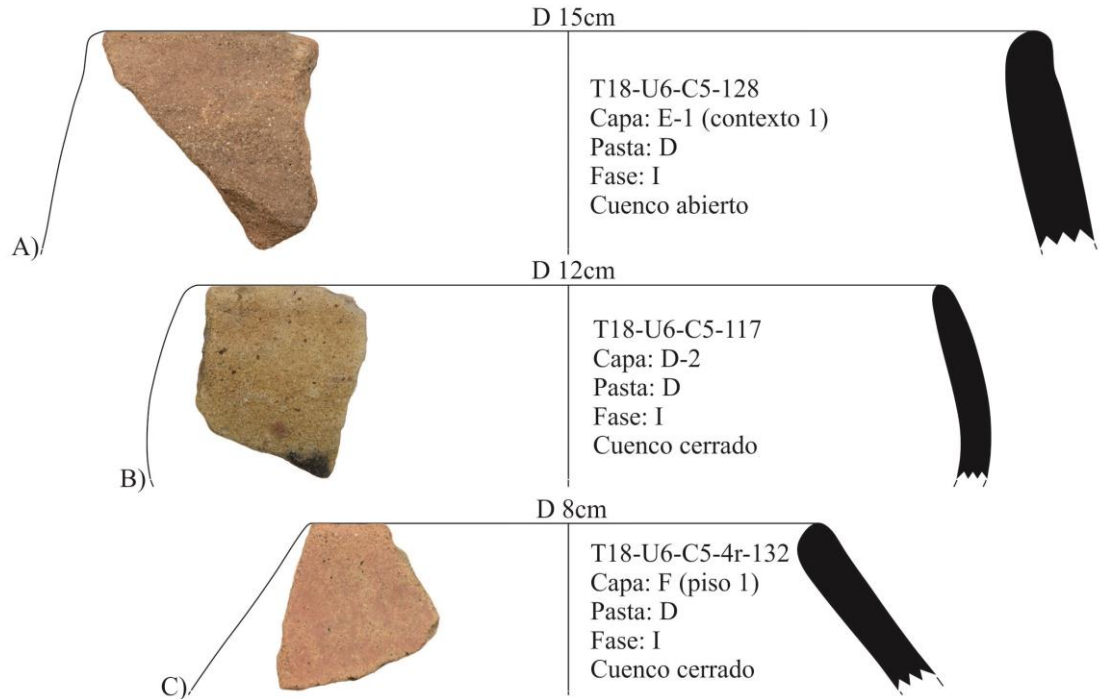 D 15cm
T18-U6-C5-128
Capa: E-1 (contexto 1)
Pasta: D
Fase: I
Cuenco abierto
A)
D 12cm
T18-U6-C5-117
Capa: D-2
Pasta: D
Fase: I
Cuenco cerrado
B)
D 8cm
T18-U6-C5-4r-132
Capa: F (piso 1)
Pasta: D
Fase: I
Cuenco cerrado
C)